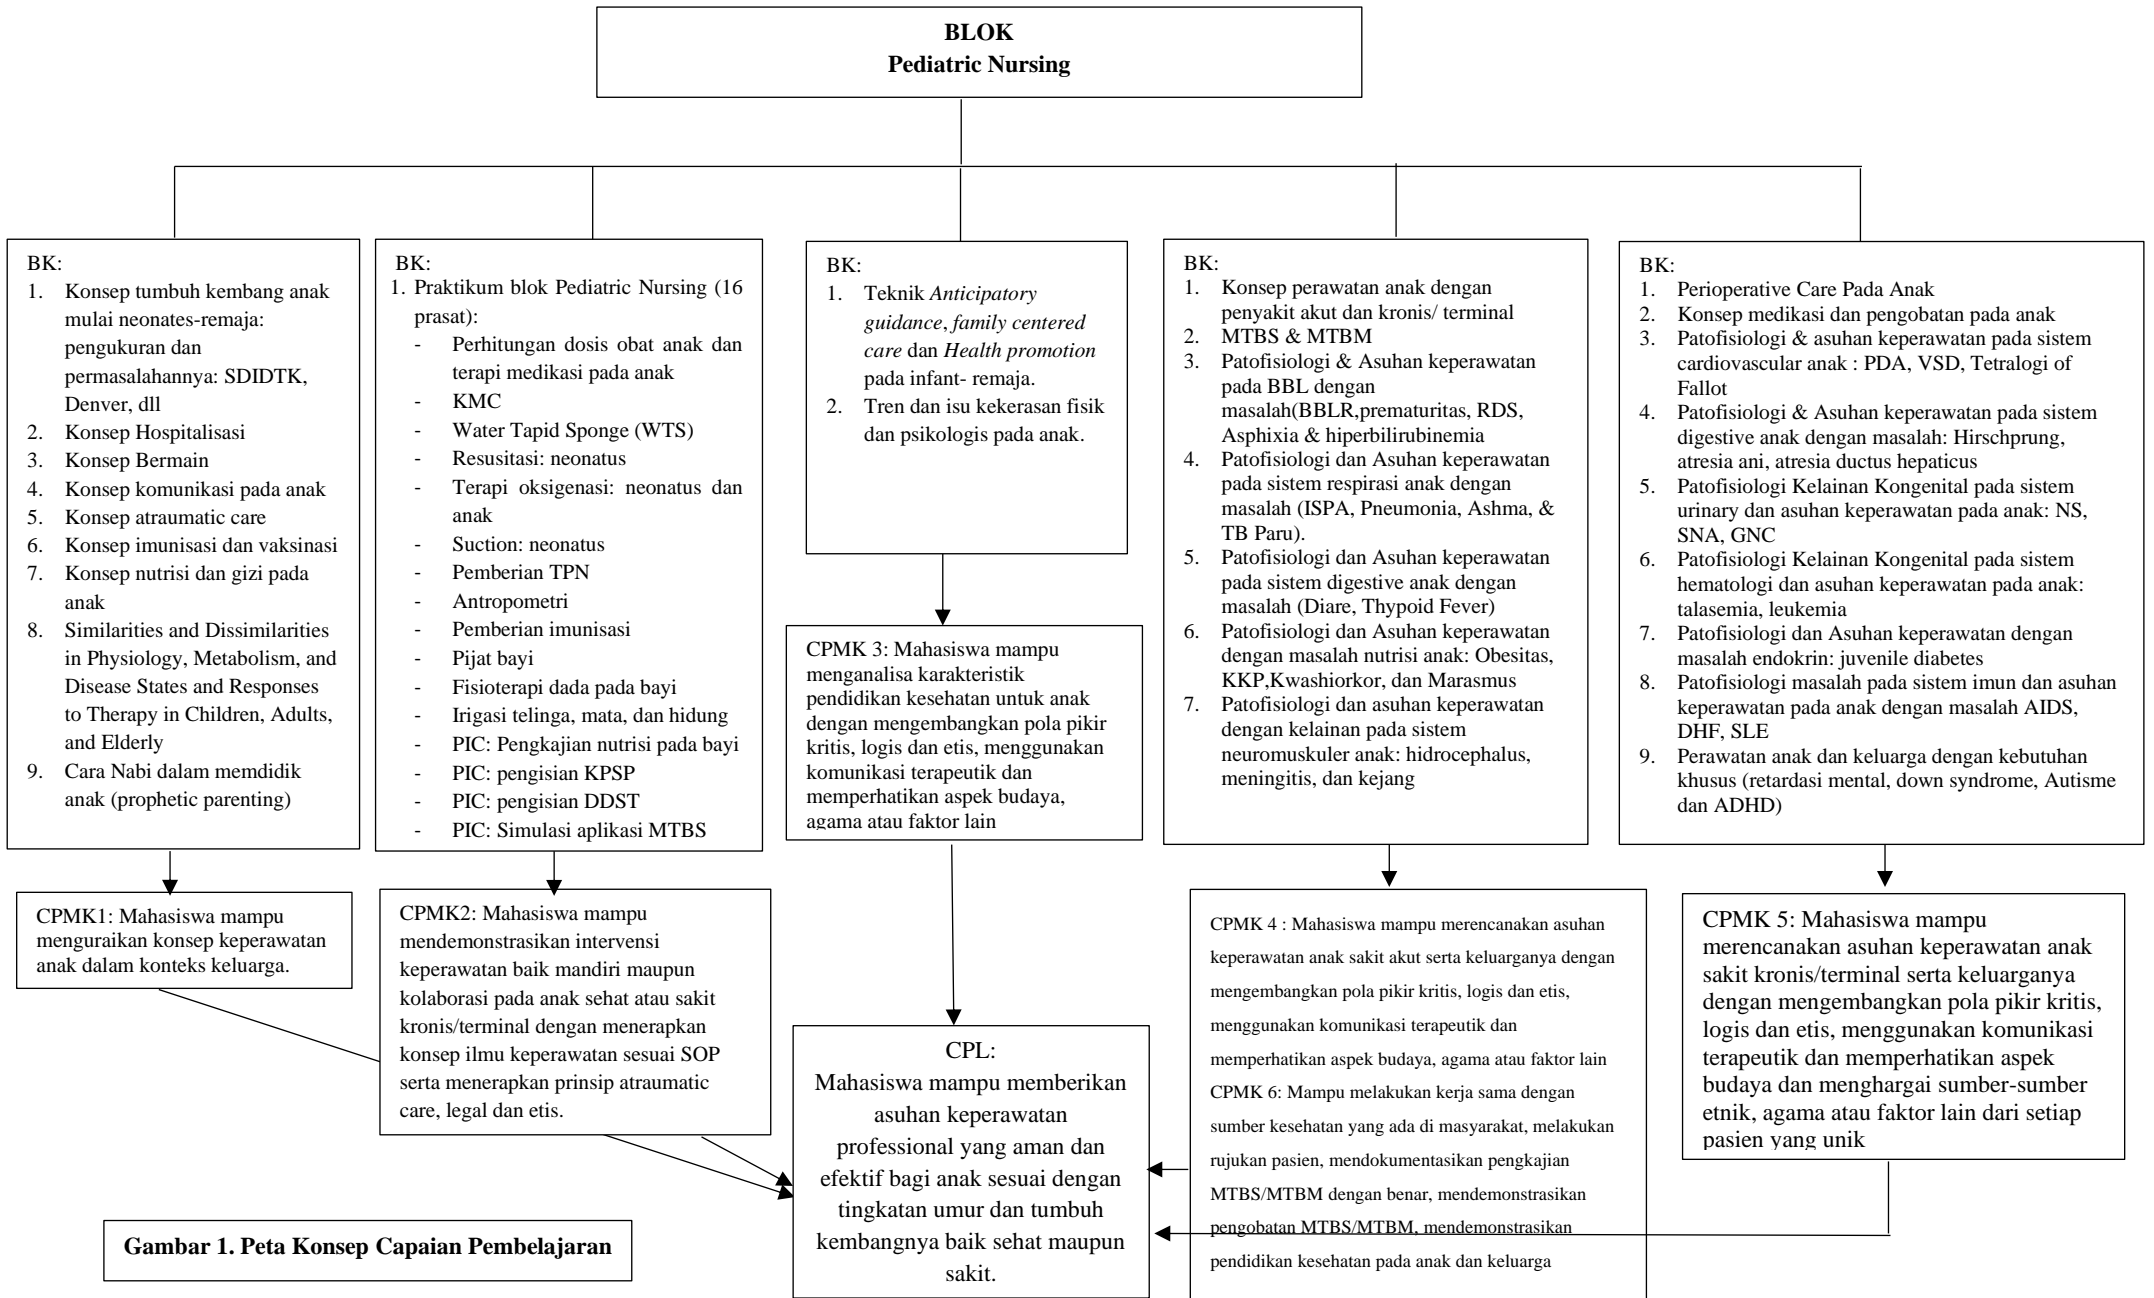 BLOK
Pediatric Nursing
BK:
1. Konsep tumbuh kembang anak
mulai neonates-remaja:
pengukuran dan
permasalahannya: SDIDTK,
Denver, dll
2. Konsep Hospitalisasi
3. Konsep Bermain
4. Konsep komunikasi pada anak
5. Konsep atraumatic care
6. Konsep imunisasi dan vaksinasi
7. Konsep nutrisi dan gizi pada
anak
8. Similarities and Dissimilarities
in Physiology, Metabolism, and
Disease States and Responses
to Therapy in Children, Adults,
and Elderly
9. Cara Nabi dalam memdidik
anak (prophetic parenting)
BK:
1. Praktikum blok Pediatric Nursing (16
prasat):
- Perhitungan dosis obat anak dan
terapi medikasi pada anak
- KMC
- Water Tapid Sponge (WTS)
- Resusitasi: neonatus
- Terapi oksigenasi: neonatus dan
anak
- Suction: neonatus
- Pemberian TPN
- Antropometri
- Pemberian imunisasi
- Pijat bayi
- Fisioterapi dada pada bayi
- Irigasi telinga, mata, dan hidung
- PIC: Pengkajian nutrisi pada bayi
- PIC: pengisian KPSP
- PIC: pengisian DDST
- PIC: Simulasi aplikasi MTBS
BK:
1. Teknik Anticipatory
guidance, family centered
care dan Health promotion
pada infant- remaja.
2. Tren dan isu kekerasan fisik
dan psikologis pada anak.
BK:
1. Konsep perawatan anak dengan
penyakit akut dan kronis/ terminal
2. MTBS & MTBM
3. Patofisiologi & Asuhan keperawatan
pada BBL dengan
masalah(BBLR,prematuritas, RDS,
Asphixia & hiperbilirubinemia
4. Patofisiologi dan Asuhan keperawatan
pada sistem respirasi anak dengan
masalah (ISPA, Pneumonia, Ashma, &
TB Paru).
5. Patofisiologi dan Asuhan keperawatan
pada sistem digestive anak dengan
masalah (Diare, Thypoid Fever)
6. Patofisiologi dan Asuhan keperawatan
dengan masalah nutrisi anak: Obesitas,
KKP,Kwashiorkor, dan Marasmus
7. Patofisiologi dan asuhan keperawatan
dengan kelainan pada sistem
neuromuskuler anak: hidrocephalus,
meningitis, dan kejang
BK:
1. Perioperative Care Pada Anak
2. Konsep medikasi dan pengobatan pada anak
3. Patofisiologi & asuhan keperawatan pada sistem
cardiovascular anak : PDA, VSD, Tetralogi of
Fallot
4. Patofisiologi & Asuhan keperawatan pada sistem
digestive anak dengan masalah: Hirschprung,
atresia ani, atresia ductus hepaticus
5. Patofisiologi Kelainan Kongenital pada sistem
urinary dan asuhan keperawatan pada anak: NS,
SNA, GNC
6. Patofisiologi Kelainan Kongenital pada sistem
hematologi dan asuhan keperawatan pada anak:
talasemia, leukemia
7. Patofisiologi dan Asuhan keperawatan dengan
masalah endokrin: juvenile diabetes
8. Patofisiologi masalah pada sistem imun dan asuhan
keperawatan pada anak dengan masalah AIDS,
DHF, SLE
9. Perawatan anak dan keluarga dengan kebutuhan
khusus (retardasi mental, down syndrome, Autisme
dan ADHD)
CPMK1: Mahasiswa mampu
menguraikan konsep keperawatan
anak dalam konteks keluarga.
CPMK2: Mahasiswa mampu
mendemonstrasikan intervensi
keperawatan baik mandiri maupun
kolaborasi pada anak sehat atau sakit
kronis/terminal dengan menerapkan
konsep ilmu keperawatan sesuai SOP
serta menerapkan prinsip atraumatic
care, legal dan etis.
CPMK 3: Mahasiswa mampu
menganalisa karakteristik
pendidikan kesehatan untuk anak
dengan mengembangkan pola pikir
kritis, logis dan etis, menggunakan
komunikasi terapeutik dan
memperhatikan aspek budaya,
agama atau faktor lain
CPMK 4 : Mahasiswa mampu merencanakan asuhan
keperawatan anak sakit akut serta keluarganya dengan
mengembangkan pola pikir kritis, logis dan etis,
menggunakan komunikasi terapeutik dan
memperhatikan aspek budaya, agama atau faktor lain
CPMK 6: Mampu melakukan kerja sama dengan
sumber kesehatan yang ada di masyarakat, melakukan
rujukan pasien, mendokumentasikan pengkajian
MTBS/MTBM dengan benar, mendemonstrasikan
pengobatan MTBS/MTBM, mendemonstrasikan
pendidikan kesehatan pada anak dan keluarga
CPMK 5: Mahasiswa mampu
merencanakan asuhan keperawatan anak
sakit kronis/terminal serta keluarganya
dengan mengembangkan pola pikir kritis,
logis dan etis, menggunakan komunikasi
terapeutik dan memperhatikan aspek
budaya dan menghargai sumber-sumber
etnik, agama atau faktor lain dari setiap
pasien yang unik
CPL:
Mahasiswa mampu memberikan
asuhan keperawatan
professional yang aman dan
efektif bagi anak sesuai dengan
tingkatan umur dan tumbuh
kembangnya baik sehat maupun
sakit.
Gambar 1. Peta Konsep Capaian Pembelajaran